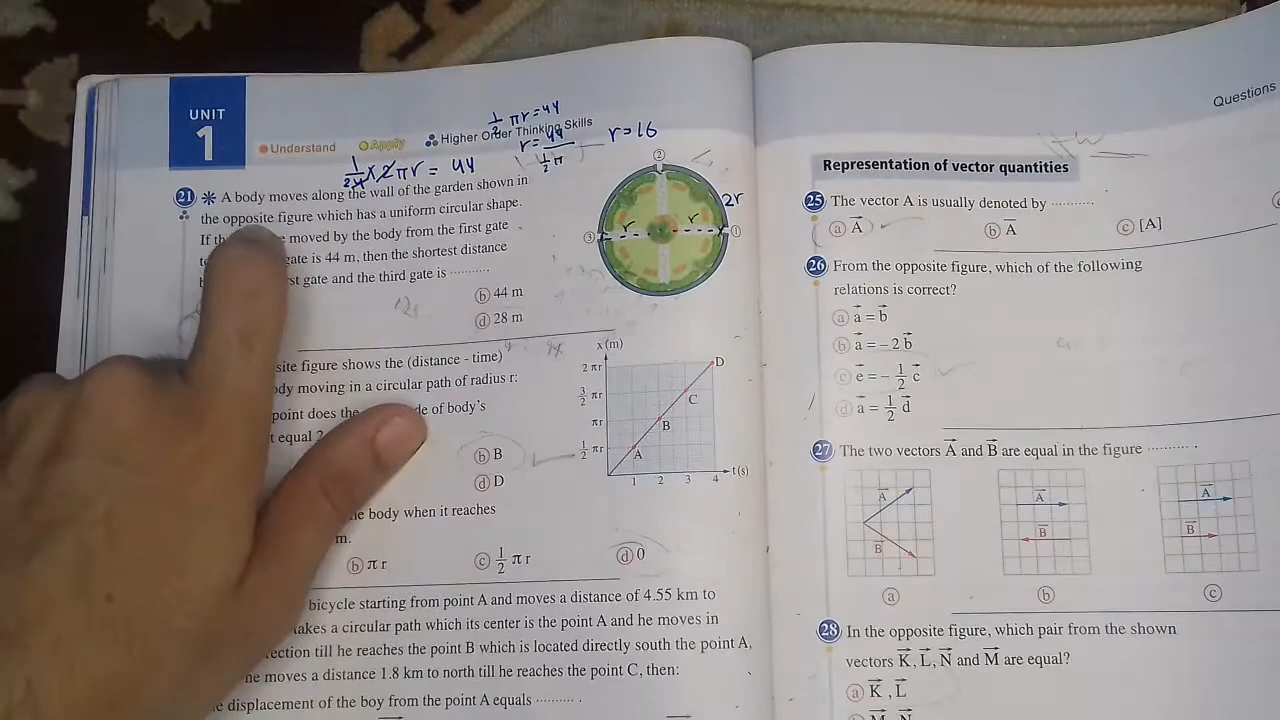 UNIT
1
Understand Apply Higher Order Thinking Skills
1/2 πr = 44
r = 44
1/2 π
r = 16
1/2x × 2πr = 44
21 * A body moves along the wall of the garden shown in
the opposite figure which has a uniform circular shape.
If moved by the body from the first gate
gate is 44 m, then the shortest distance
gate and the third gate is ..........
b 44 m
d 28 m
2
2r
r r
3 1
site figure shows the (distance - time)
moving in a circular path of radius r:
point does the of body's
equal
b B
d D
x (m)
2 πr
3/2 πr
πr
1/2 πr
A B C D
1 2 3 4 t (s)
body when it reaches
m.
b π r
c 1/2 π r
d 0
bicycle starting from point A and moves a distance of 4.55 km to
takes a circular path which its center is the point A and he moves in
till he reaches the point B which is located directly south the point A,
he moves a distance 1.8 km to north till he reaches the point C, then:
displacement of the boy from the point A equals .......... .
Questions
Representation of vector quantities
25 The vector A is usually denoted by ...........
a A⃗
b A̅
c [A]
26 From the opposite figure, which of the following
relations is correct?
a a⃗ = b⃗
b a⃗ = – 2 b⃗
c e⃗ = – 1/2 c⃗
d a⃗ = 1/2 d⃗
27 The two vectors A⃗ and B⃗ are equal in the figure .......... .
A⃗ B⃗
A⃗ B⃗
A⃗ B⃗
a b c
28 In the opposite figure, which pair from the shown
vectors K⃗, L⃗, N⃗ and M⃗ are equal?
a K⃗ , L⃗